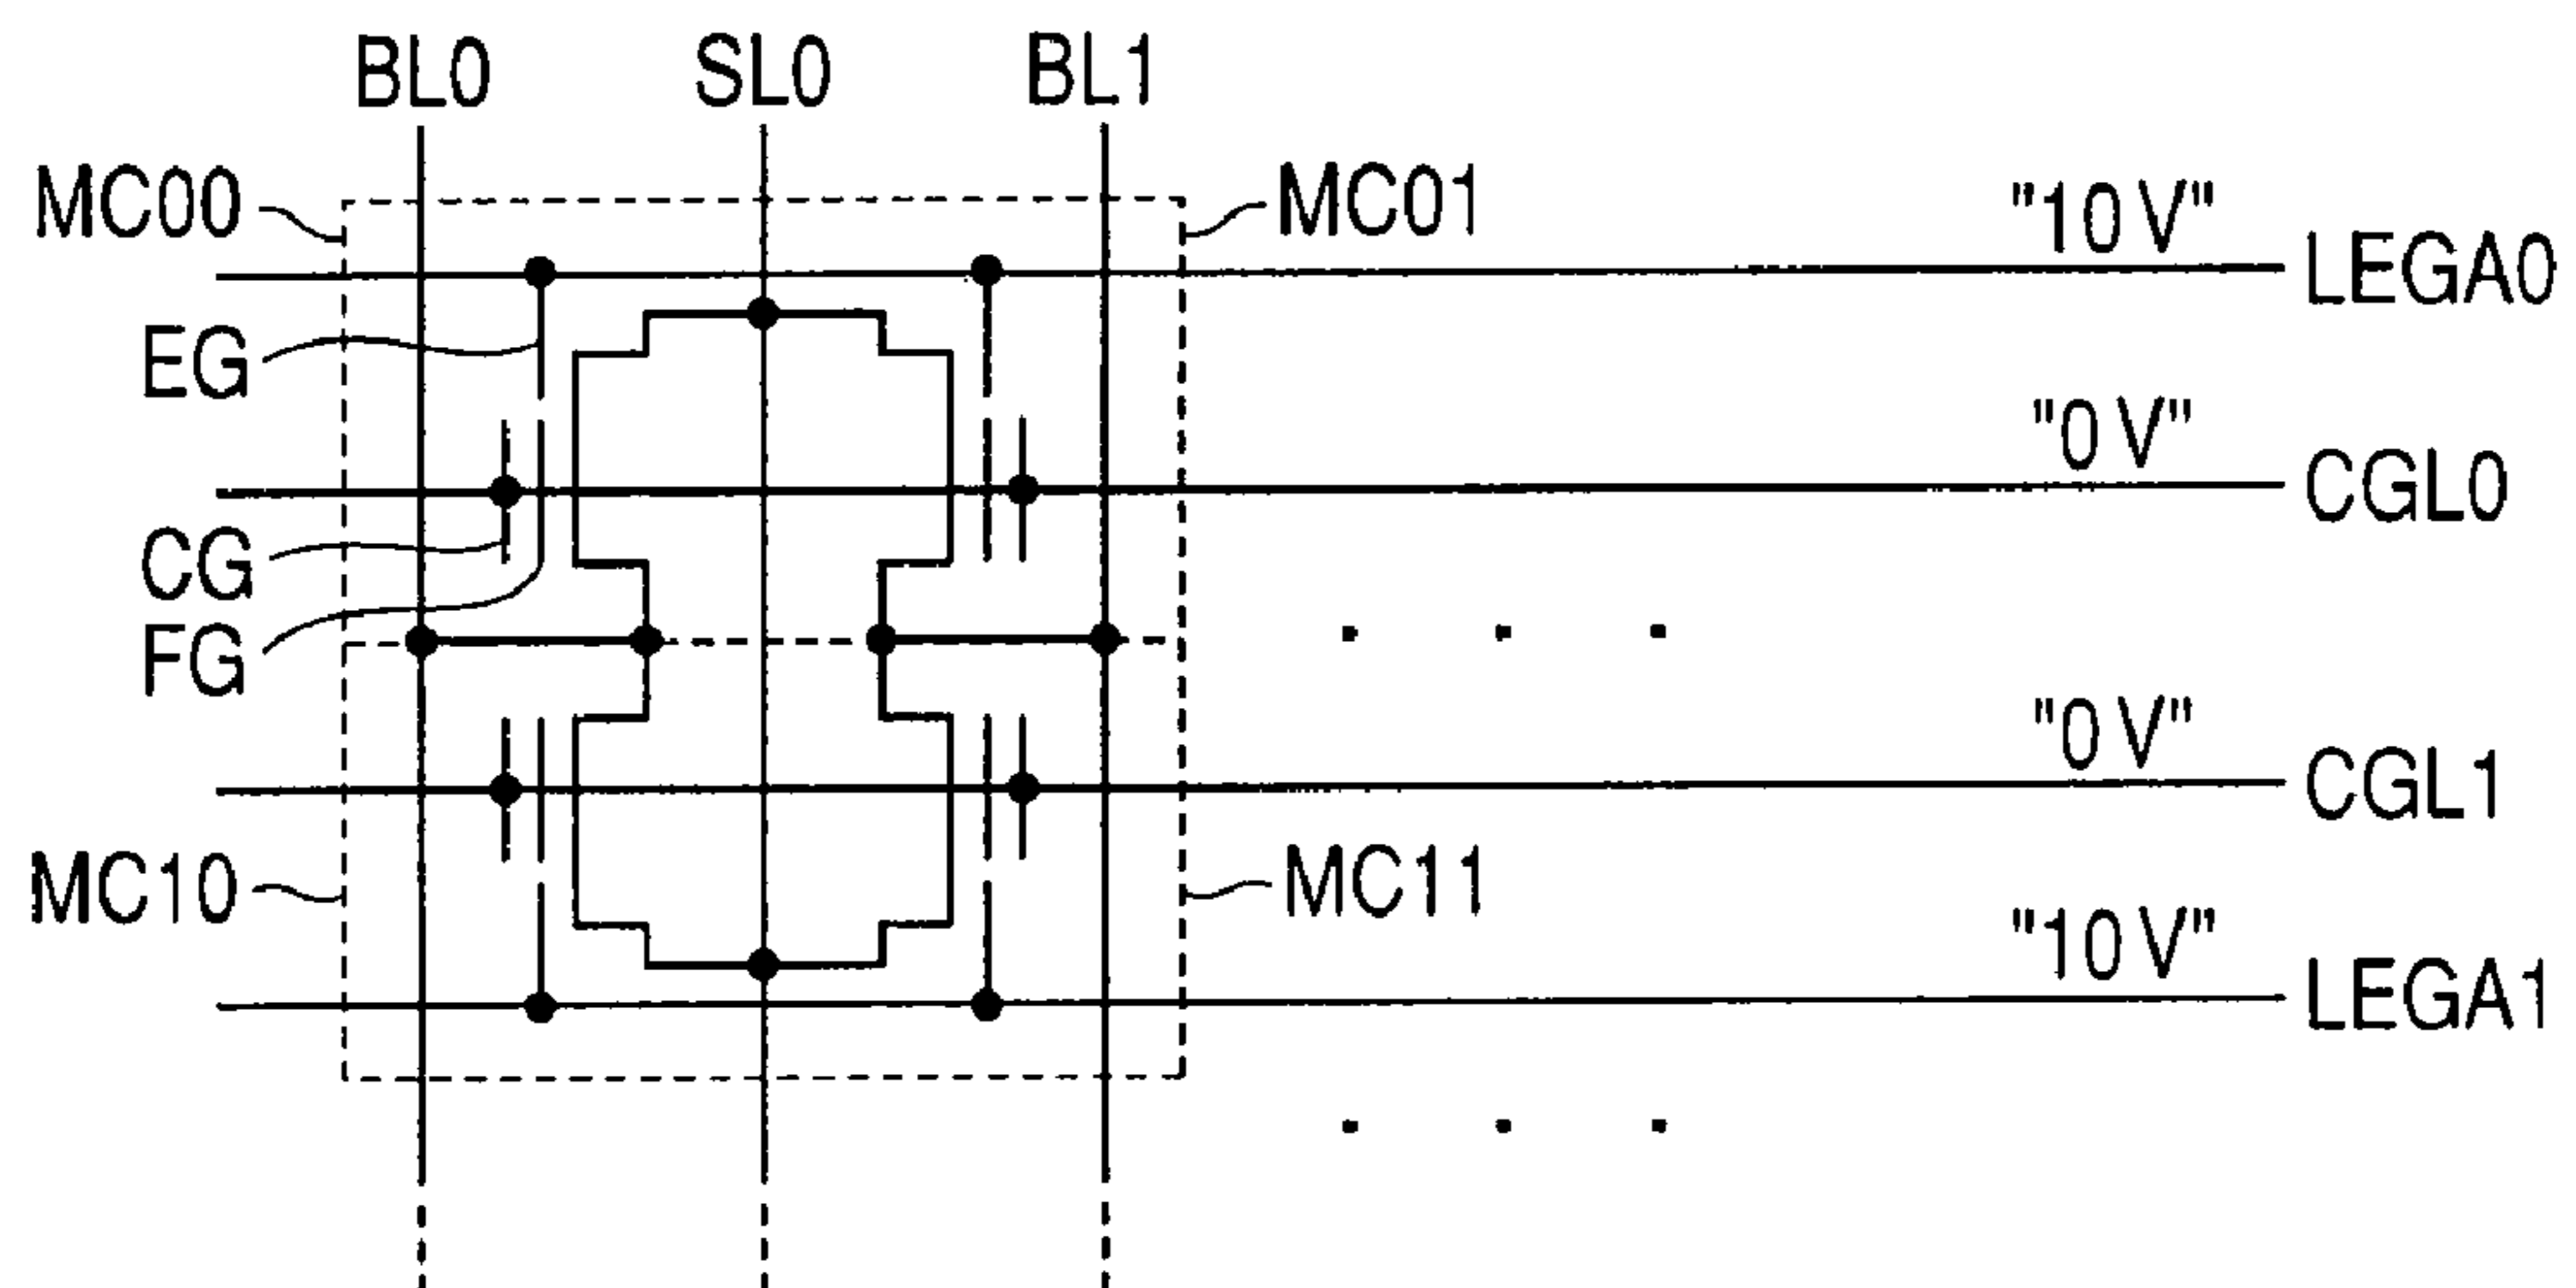 BL0 SL0 BL1
MC00 MC01
"10 V" LEGA0
EG
"0 V" CGL0
CG
FG
"0 V" CGL1
MC10 MC11
"10 V" LEGA1